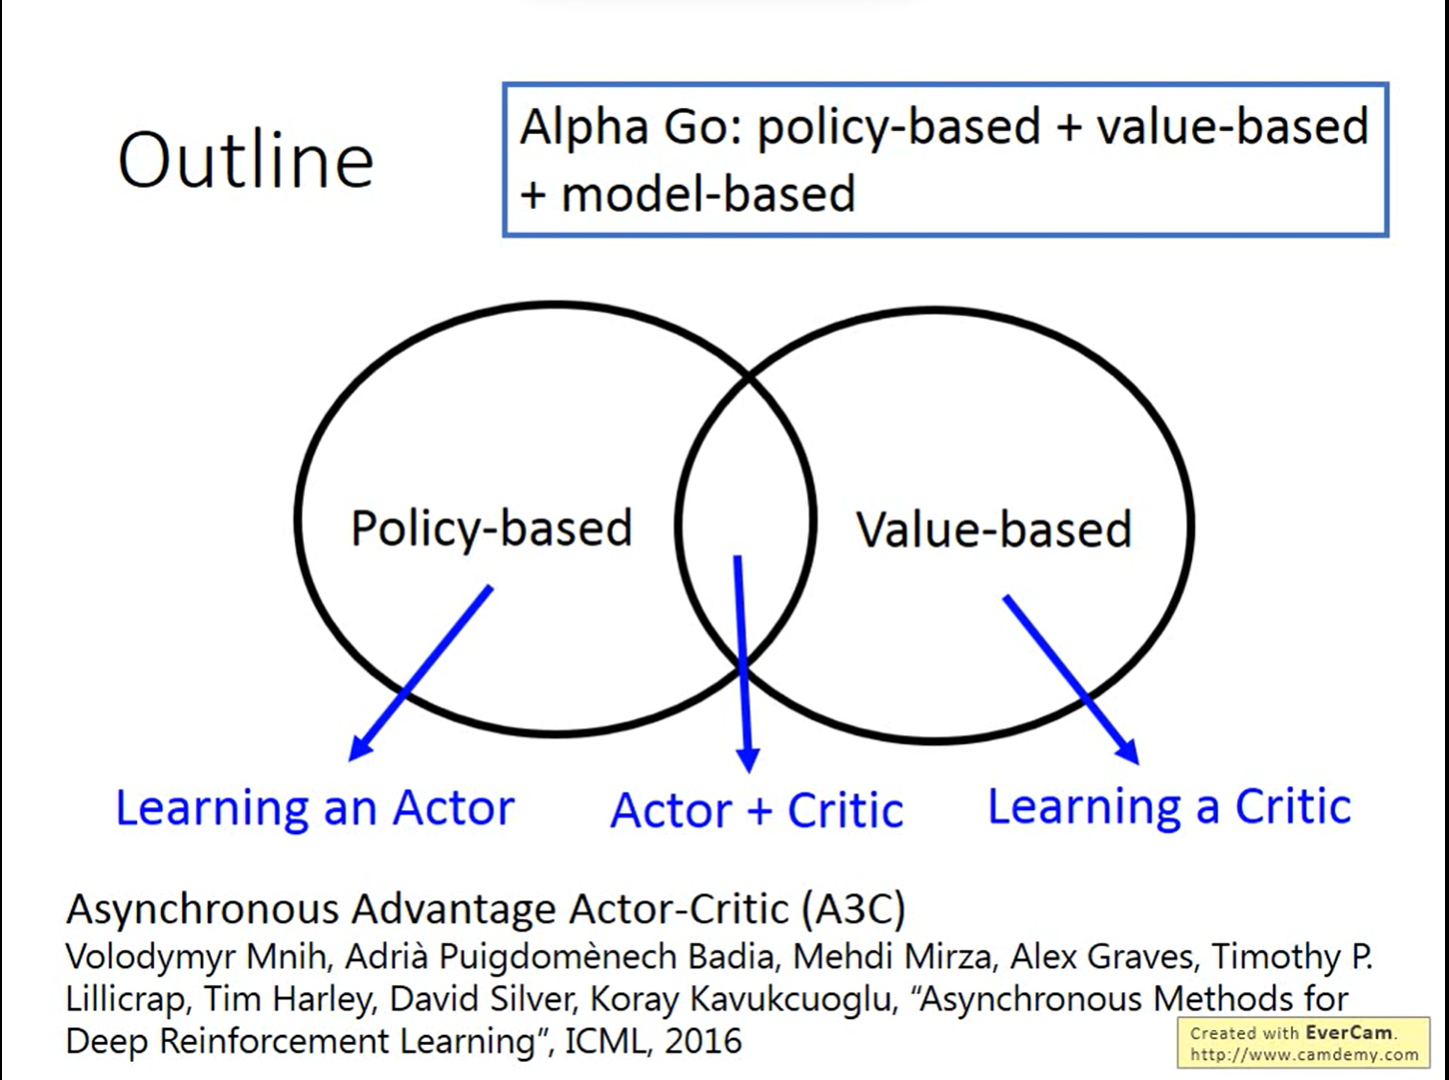 Outline
Alpha Go: policy-based + value-based
+ model-based
Policy-based
Value-based
Learning an Actor
Actor + Critic
Learning a Critic
Asynchronous Advantage Actor-Critic (A3C)
Volodymyr Mnih, Adrià Puigdomènech Badia, Mehdi Mirza, Alex Graves, Timothy P.
Lillicrap, Tim Harley, David Silver, Koray Kavukcuoglu, “Asynchronous Methods for
Deep Reinforcement Learning”, ICML, 2016
Created with EverCam.
http://www.camdemy.com